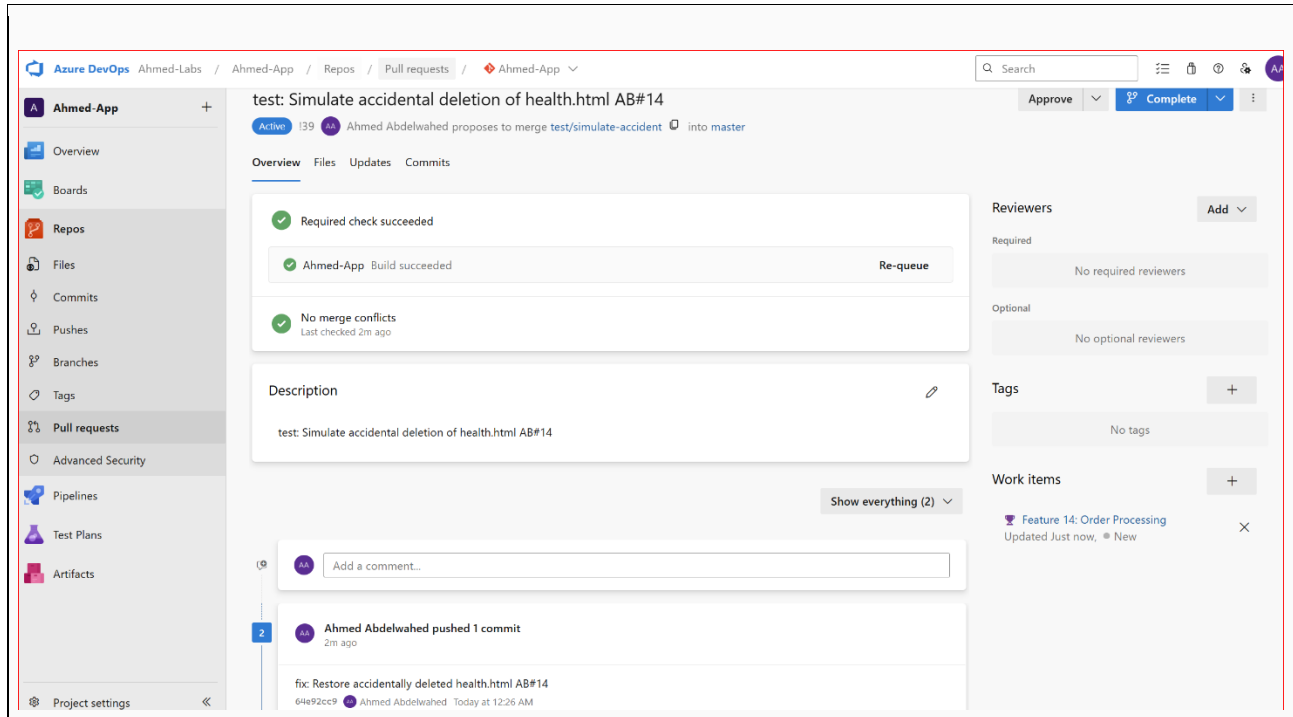 Azure DevOps Ahmed-Labs / Ahmed-App / Repos / Pull requests / Ahmed-App
Search
AA
A Ahmed-App
Overview
Boards
Repos
Files
Commits
Pushes
Branches
Tags
Pull requests
Advanced Security
Pipelines
Test Plans
Artifacts
Project settings
test: Simulate accidental deletion of health.html AB#14
Approve
Complete
Active !39 AA Ahmed Abdelwahed proposes to merge test/simulate-accident into master
Overview Files Updates Commits
Required check succeeded
Ahmed-App Build succeeded
Re-queue
No merge conflicts
Last checked 2m ago
Description
test: Simulate accidental deletion of health.html AB#14
Show everything (2)
AA Add a comment...
2
AA Ahmed Abdelwahed pushed 1 commit
2m ago
fix: Restore accidentally deleted health.html AB#14
64e92cc9 AA Ahmed Abdelwahed Today at 12:26 AM
Reviewers
Add
Required
No required reviewers
Optional
No optional reviewers
Tags
No tags
Work items
Feature 14: Order Processing
Updated Just now, New